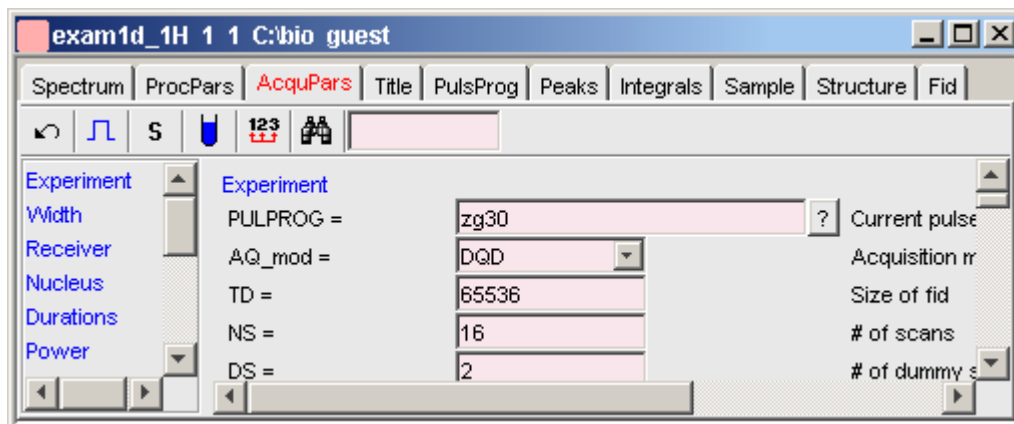 exam1d_1H 1 1 C:\bio guest
Spectrum ProcPars AcquPars Title PulsProg Peaks Integrals Sample Structure Fid
S 123
Experiment
Width
Receiver
Nucleus
Durations
Power
Experiment
PULPROG = zg30 ? Current pulse
AQ_mod = DQD Acquisition m
TD = 65536 Size of fid
NS = 16 # of scans
DS = 2 # of dummy s